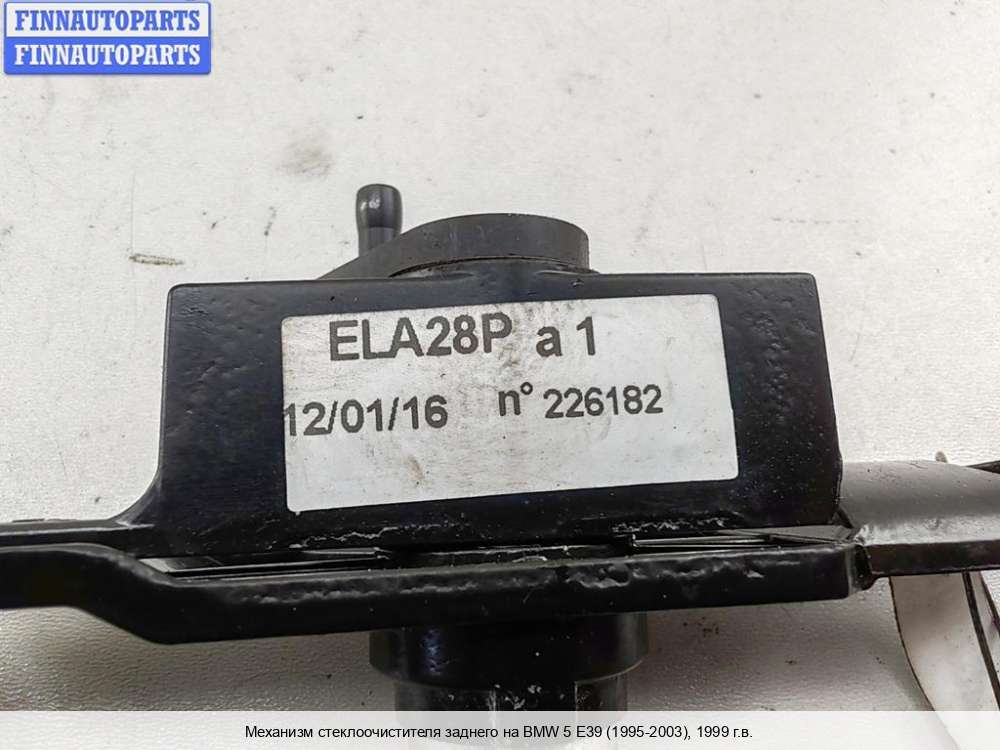 FINNAUTOPARTS
FINNAUTOPARTS
ELA28P a 1
12/01/16 n° 226182
Механизм стеклоочистителя заднего на BMW 5 E39 (1995-2003), 1999 г.в.